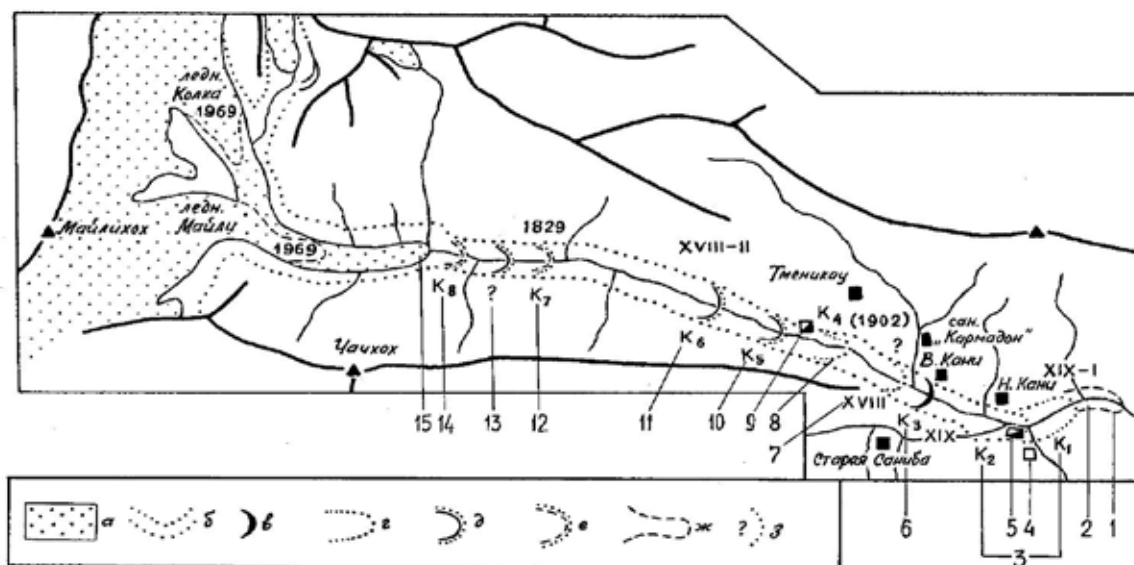 ледн.
Колка
1969
ледн.
Майли
Майлихох
1969
1829
XVIII-II
Тменикау
K8
?
K7
K6
K5
K4 (1902)
?
сан.
„Кармадон"
В. Кани
Н. Кани
XIX-I
Чачхох
XVIII
K3
XIX
K2
K1
Старая Саниба
15 14 13 12 11 10 9 8 7 6 5 4 2 1
3
а б в г д е ж ? з